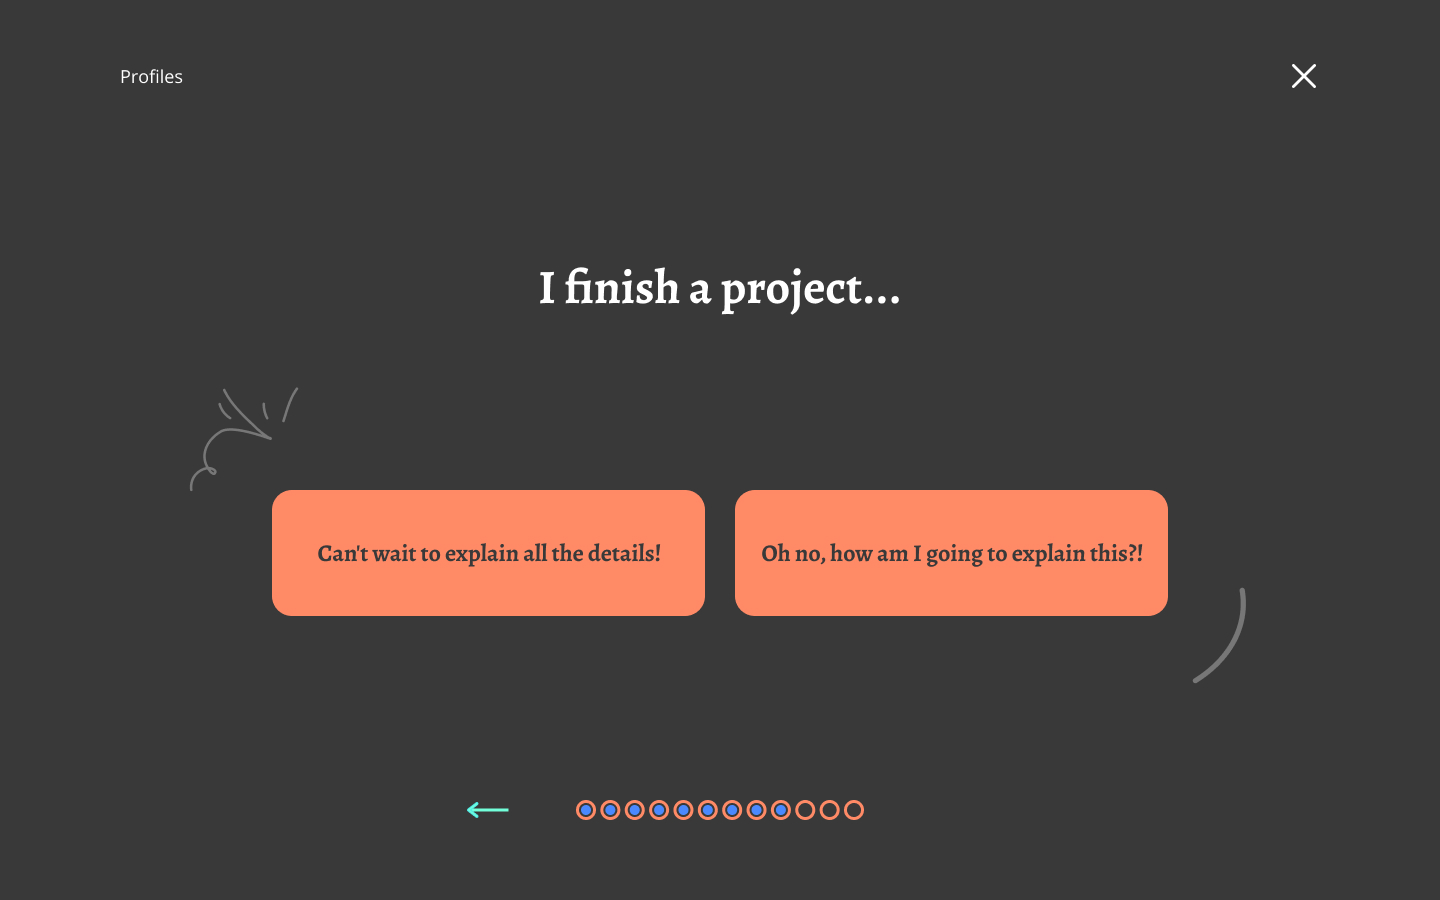 Profiles
I finish a project...
Can't wait to explain all the details!
Oh no, how am I going to explain this?!